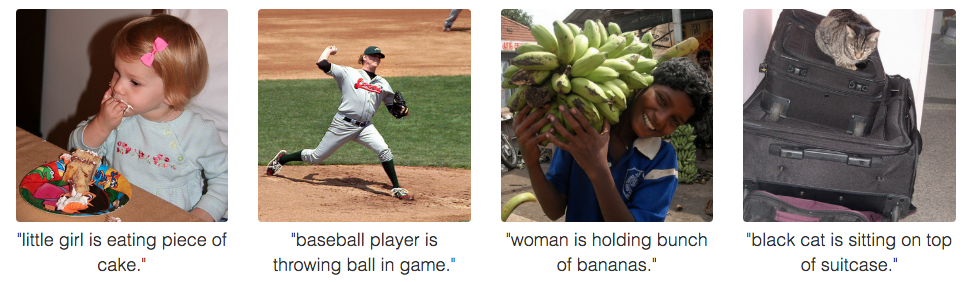 "little girl is eating piece of
cake."
"baseball player is
throwing ball in game."
"woman is holding bunch
of bananas."
"black cat is sitting on top
of suitcase."